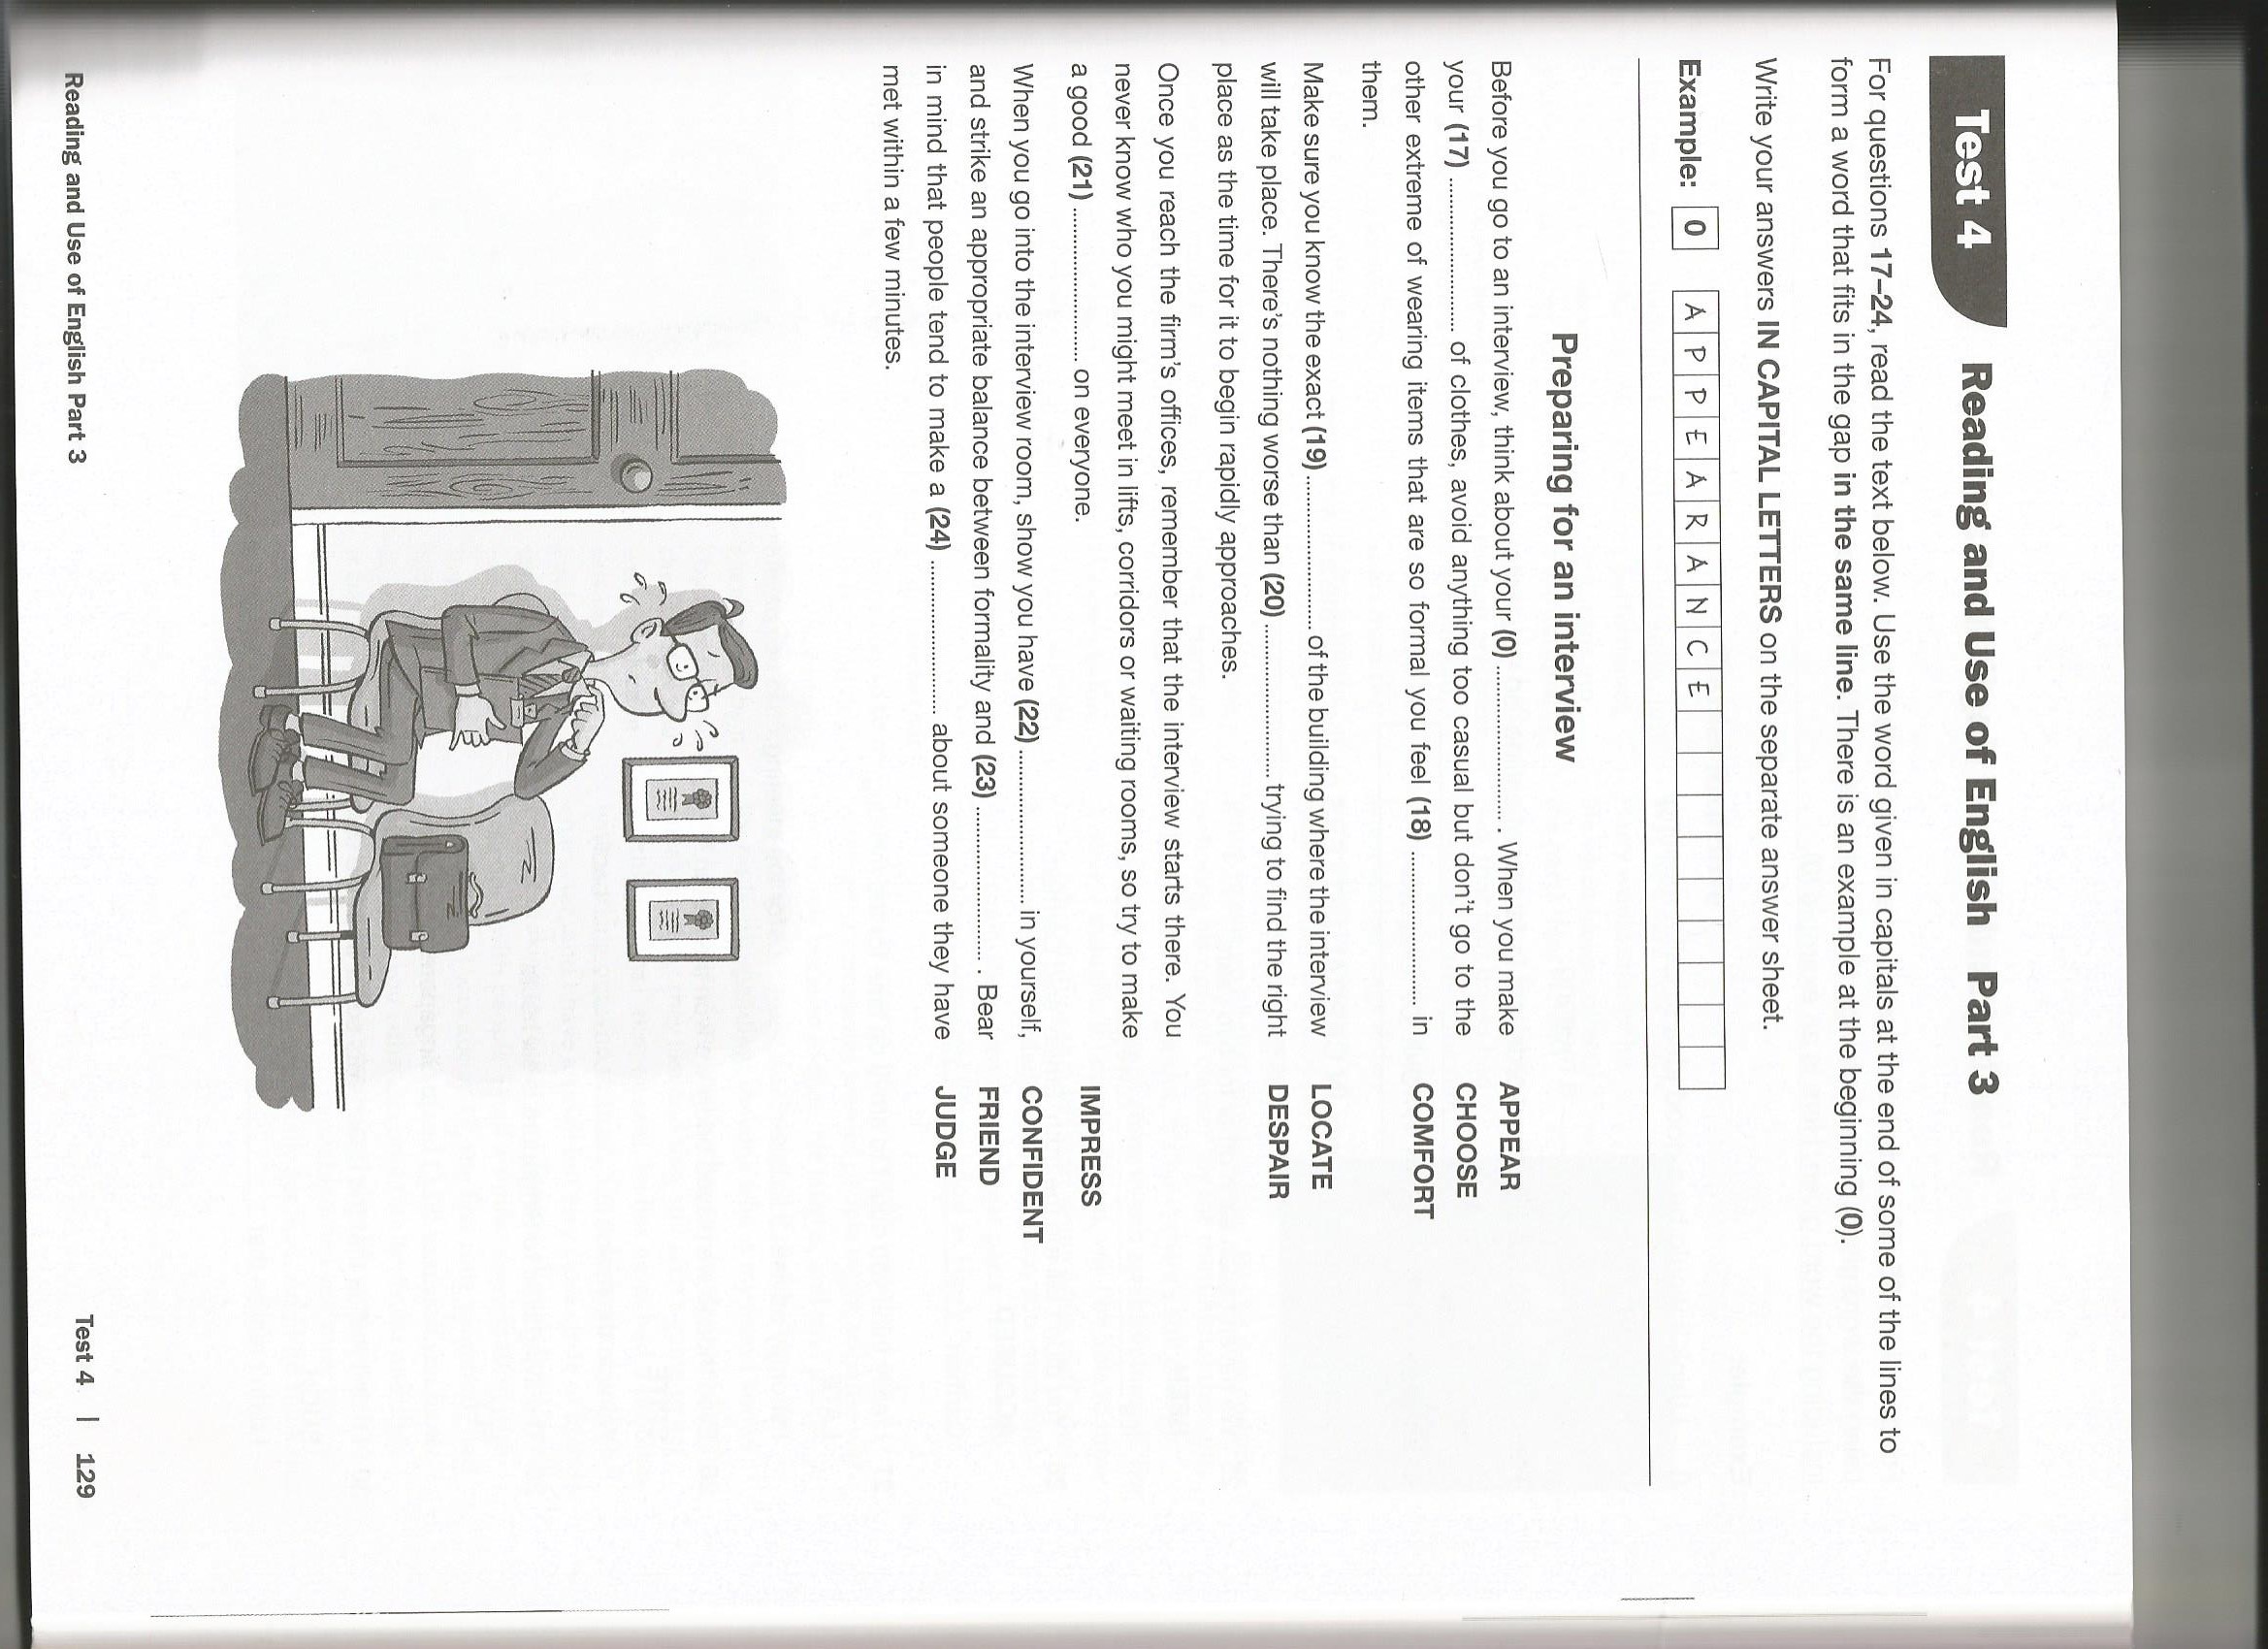 Test 4 Reading and Use of English Part 3
For questions 17–24, read the text below. Use the word given in capitals at the end of some of the lines to
form a word that fits in the gap in the same line. There is an example at the beginning (0).
Write your answers IN CAPITAL LETTERS on the separate answer sheet.
Example: 0 APPEARANCE
Preparing for an interview
Before you go to an interview, think about your (0) ............................ . When you make APPEAR
your (17) ............................ of clothes, avoid anything too casual but don't go to the CHOOSE
other extreme of wearing items that are so formal you feel (18) ............................ in COMFORT
them.
Make sure you know the exact (19) ............................ of the building where the interview LOCATE
will take place. There's nothing worse than (20) ............................ trying to find the right DESPAIR
place as the time for it to begin rapidly approaches.
Once you reach the firm's offices, remember that the interview starts there. You
never know who you might meet in lifts, corridors or waiting rooms, so try to make
a good (21) ............................ on everyone. IMPRESS
When you go into the interview room, show you have (22) ............................ in yourself, CONFIDENT
and strike an appropriate balance between formality and (23) ............................ . Bear FRIEND
in mind that people tend to make a (24) ............................ about someone they have JUDGE
met within a few minutes.
Reading and Use of English Part 3 Test 4 | 129